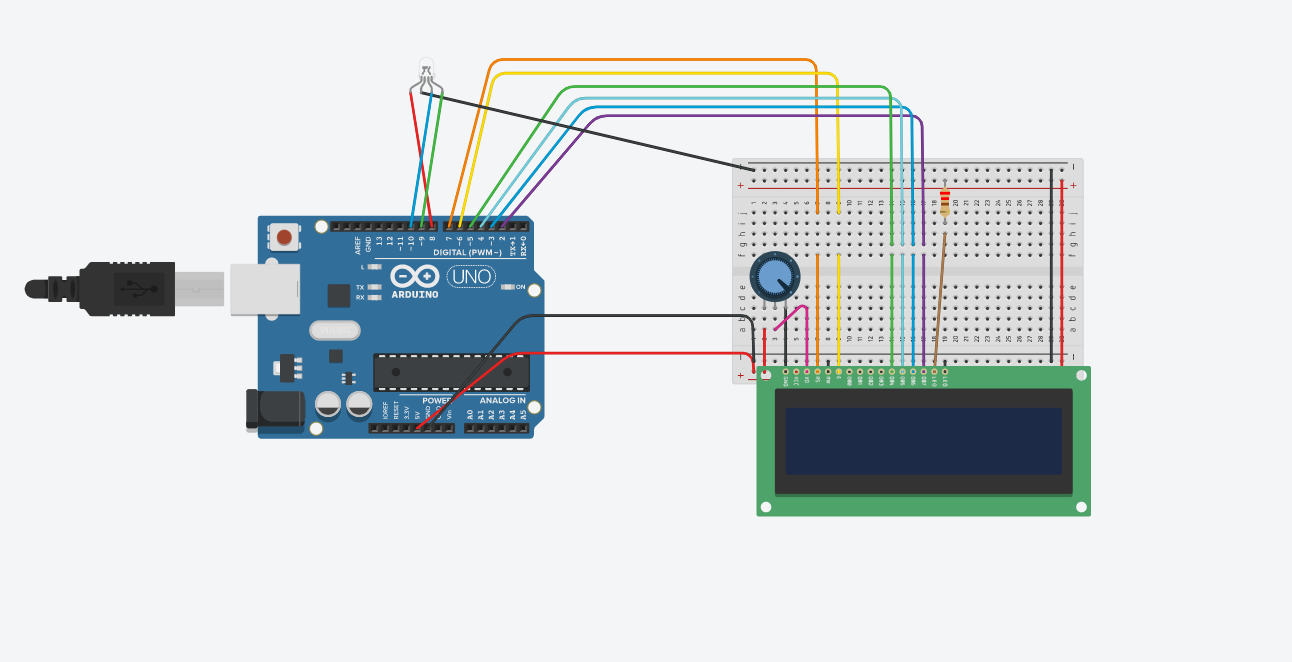 AREF
GND
13
12
~11
~10
~9
8
7
~6
~5
4
~3
2
TX→1
RX←0
DIGITAL (PWM~)
L
TX
RX
ARDUINO
UNO
ON
POWER
ANALOG IN
IOREF
RESET
3.3V
5V
GND
Vin
A0
A1
A2
A3
A4
A5
- -
+ +
1 2 3 4 5 6 7 8 9 10 11 12 13 14 15 16 17 18 19 20 21 22 23 24 25 26 27 28 29 30
j
i
h
g
f
e
d
c
b
a
- -
+
GND VCC V0 RS RW E DB0 DB1 DB2 DB3 DB4 DB5 DB6 DB7 LED LED